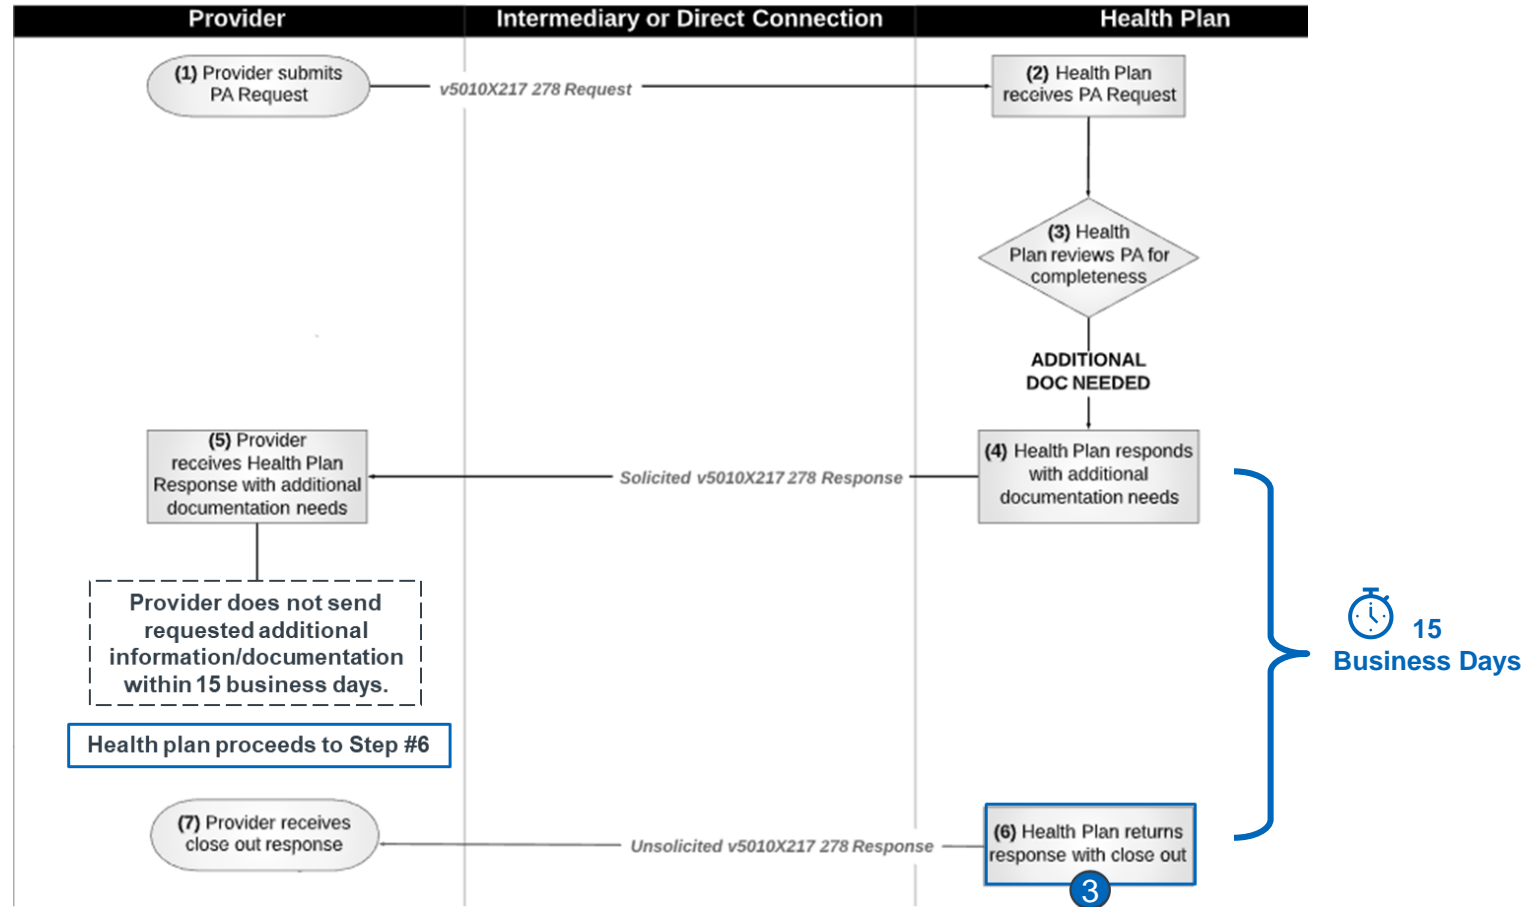 Provider
Intermediary or Direct Connection
Health Plan
(1) Provider submits
PA Request
v5010X217 278 Request
(2) Health Plan
receives PA Request
(3) Health
Plan reviews PA for
completeness
ADDITIONAL
DOC NEEDED
(4) Health Plan responds
with additional
documentation needs
Solicited v5010X217 278 Response
(5) Provider
receives Health Plan
Response with additional
documentation needs
Provider does not send
requested additional
information/documentation
within 15 business days.
Health plan proceeds to Step #6
15
Business Days
(6) Health Plan returns
response with close out
3
Unsolicited v5010X217 278 Response
(7) Provider receives
close out response